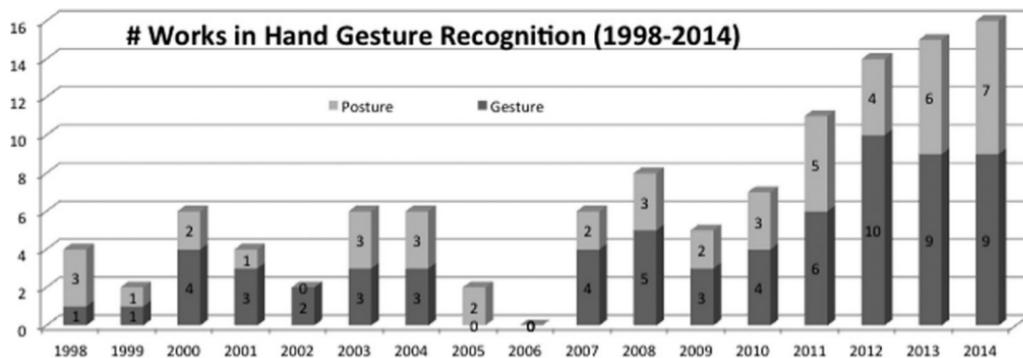 # Works in Hand Gesture Recognition (1998-2014)
Posture Gesture
16
14
12
10
8
6
4
2
0
3 1 2 1 0 3 3 2 0 2 3 2 3 5 4 6 7
1 1 4 3 2 3 3 0 0 4 5 3 4 6 10 9 9
1998 1999 2000 2001 2002 2003 2004 2005 2006 2007 2008 2009 2010 2011 2012 2013 2014